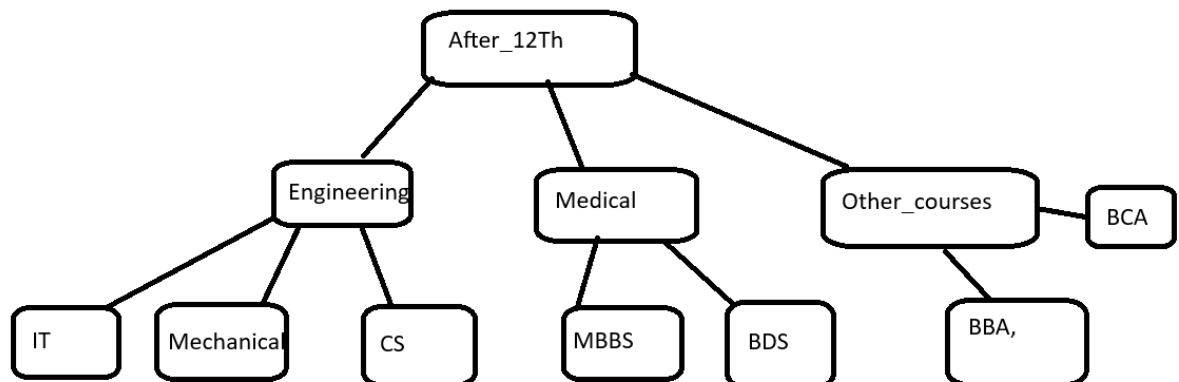 After_12Th
Engineering
Medical
Other_courses
BCA
IT
Mechanical
CS
MBBS
BDS
BBA,